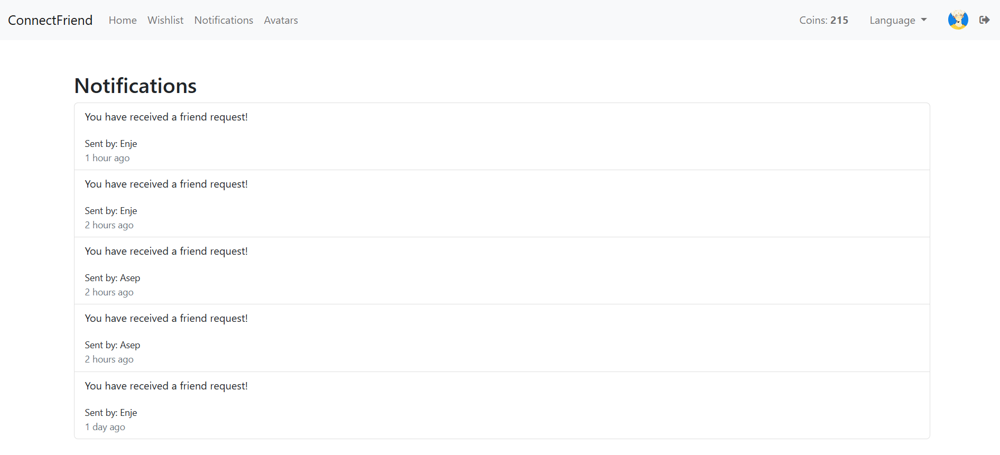 ConnectFriend Home Wishlist Notifications Avatars Coins: 215 Language
Notifications
You have received a friend request!
Sent by: Enje
1 hour ago
You have received a friend request!
Sent by: Enje
2 hours ago
You have received a friend request!
Sent by: Asep
2 hours ago
You have received a friend request!
Sent by: Asep
2 hours ago
You have received a friend request!
Sent by: Enje
1 day ago